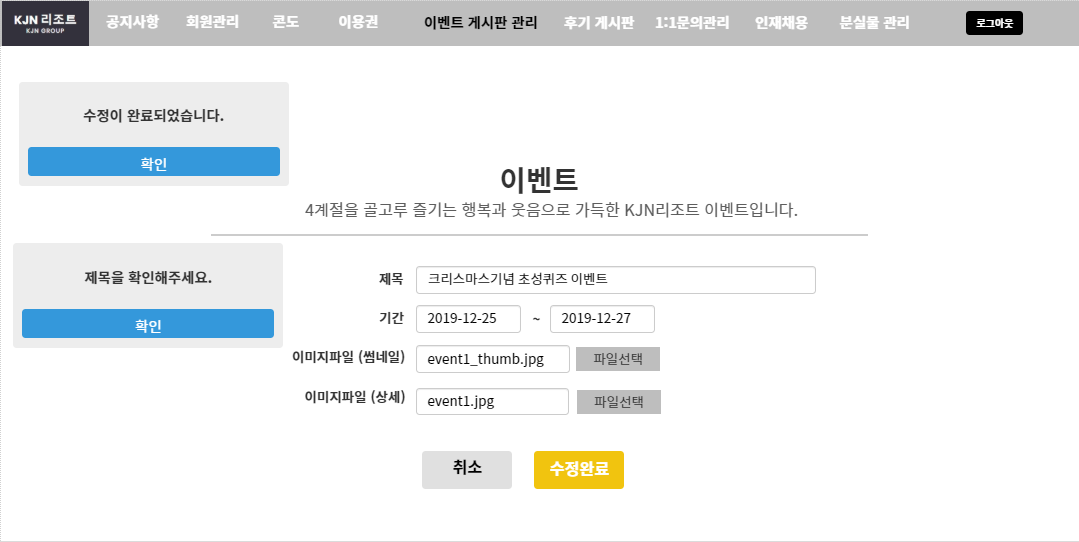 KJN 리조트
KJN GROUP
공지사항 회원관리 콘도 이용권 이벤트 게시판 관리 후기 게시판 1:1문의관리 인재채용 분실물 관리 로그아웃
수정이 완료되었습니다.
확인
이벤트
4계절을 골고루 즐기는 행복과 웃음으로 가득한 KJN리조트 이벤트입니다.
제목을 확인해주세요.
확인
제목 크리스마스기념 초성퀴즈 이벤트
기간 2019-12-25 ~ 2019-12-27
이미지파일 (썸네일) event1_thumb.jpg 파일선택
이미지파일 (상세) event1.jpg 파일선택
취소 수정완료